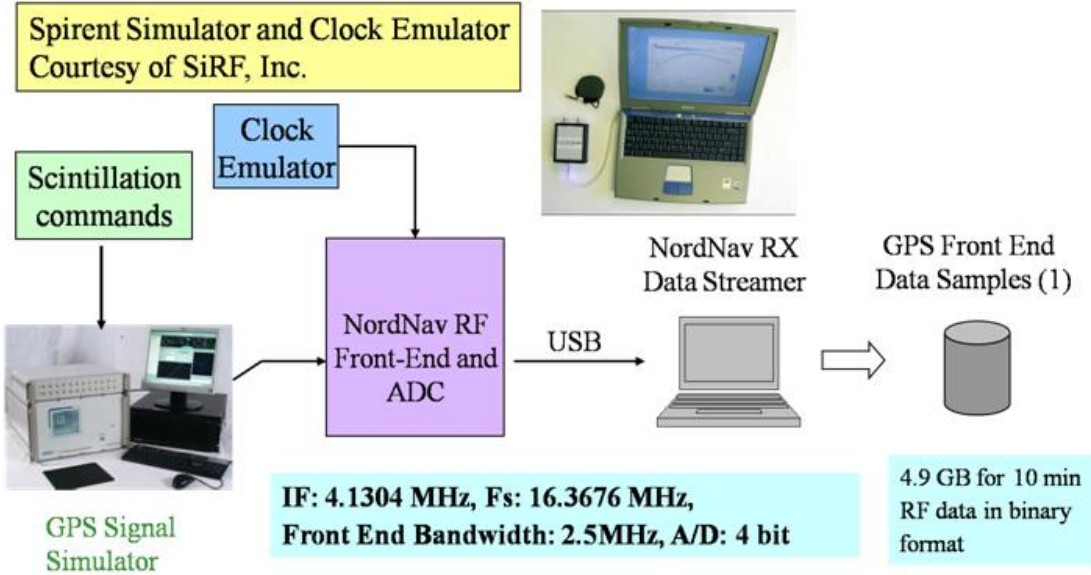 Spirent Simulator and Clock Emulator
Courtesy of SiRF, Inc.
Clock
Emulator
Scintillation
commands
NordNav RF
Front-End and
ADC
USB
NordNav RX
Data Streamer
GPS Front End
Data Samples (1)
GPS Signal
Simulator
IF: 4.1304 MHz, Fs: 16.3676 MHz,
Front End Bandwidth: 2.5MHz, A/D: 4 bit
4.9 GB for 10 min
RF data in binary
format